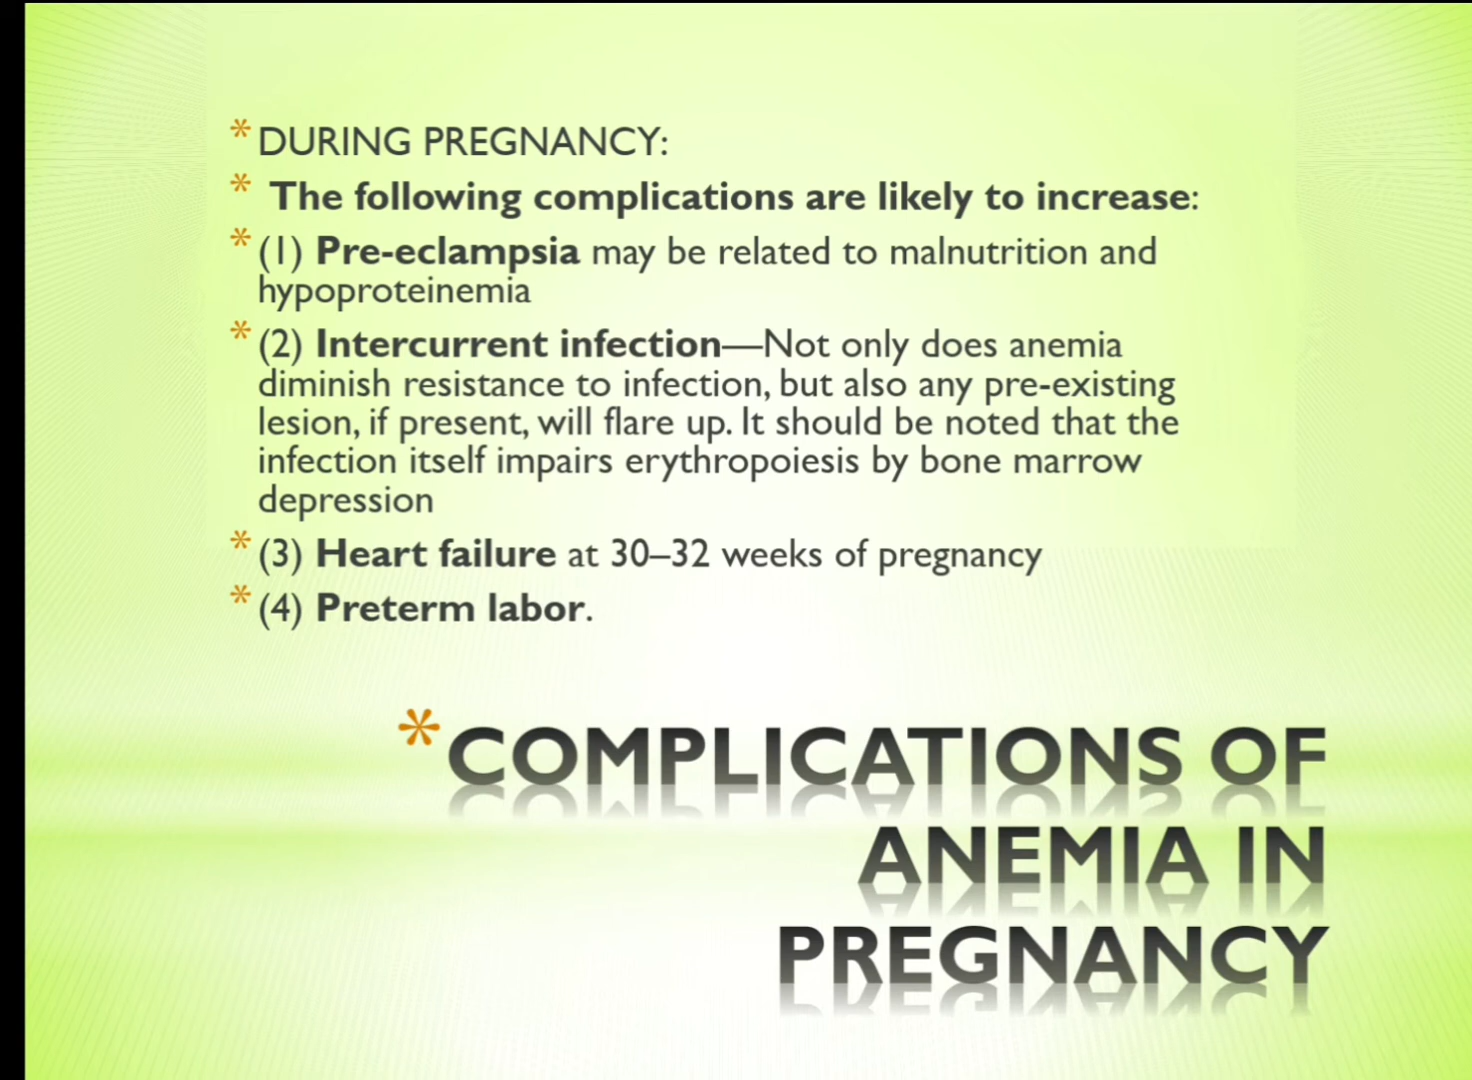 * DURING PREGNANCY:
* The following complications are likely to increase:
* (1) Pre-eclampsia may be related to malnutrition and
hypoproteinemia
* (2) Intercurrent infection—Not only does anemia
diminish resistance to infection, but also any pre-existing
lesion, if present, will flare up. It should be noted that the
infection itself impairs erythropoiesis by bone marrow
depression
* (3) Heart failure at 30–32 weeks of pregnancy
* (4) Preterm labor.
* COMPLICATIONS OF
ANEMIA IN
PREGNANCY